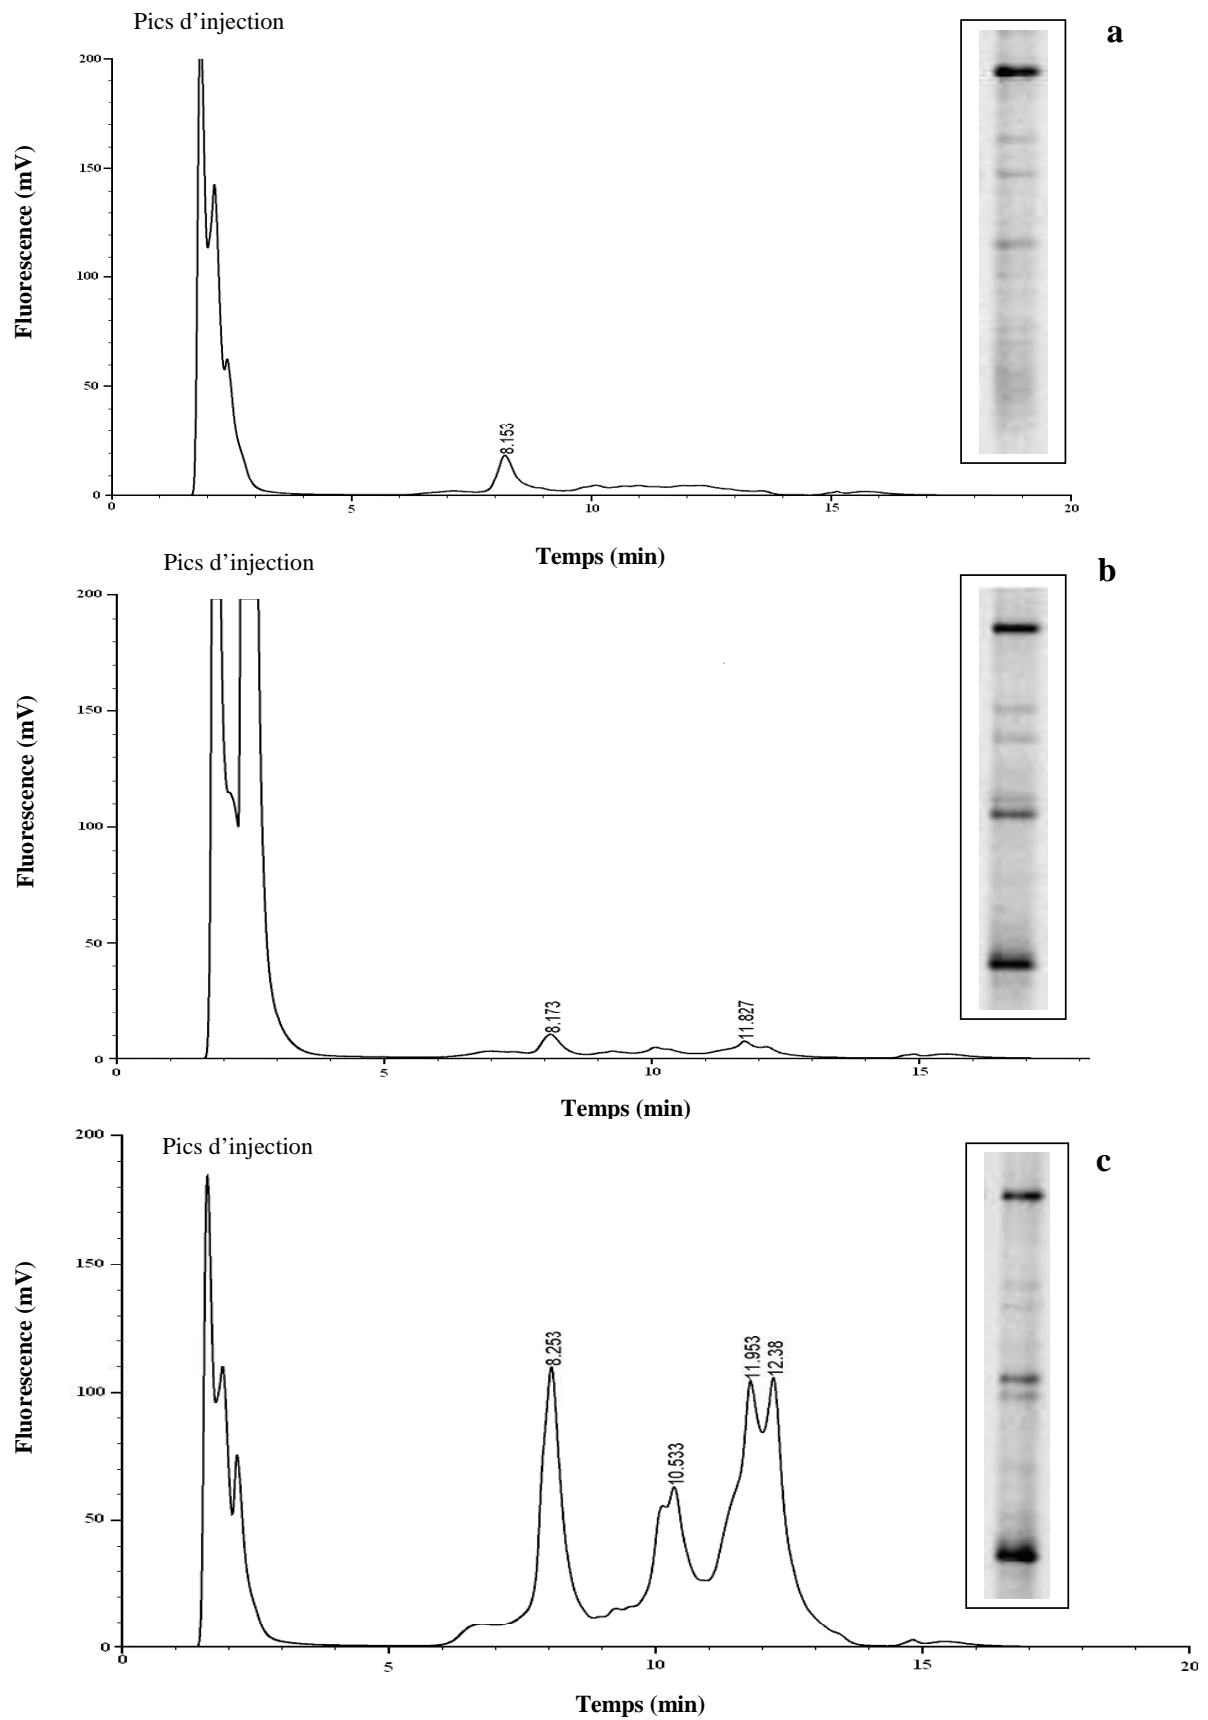 Pics d’injection
a
200
150
100
50
0
Fluorescence (mV)
8.153
0 5 10 15 20
Temps (min)
Pics d’injection
b
200
150
100
50
0
Fluorescence (mV)
8.173
11.827
0 5 10 15
Temps (min)
Pics d’injection
c
200
150
100
50
0
Fluorescence (mV)
8.253
10.533
11.953
12.38
0 5 10 15 20
Temps (min)